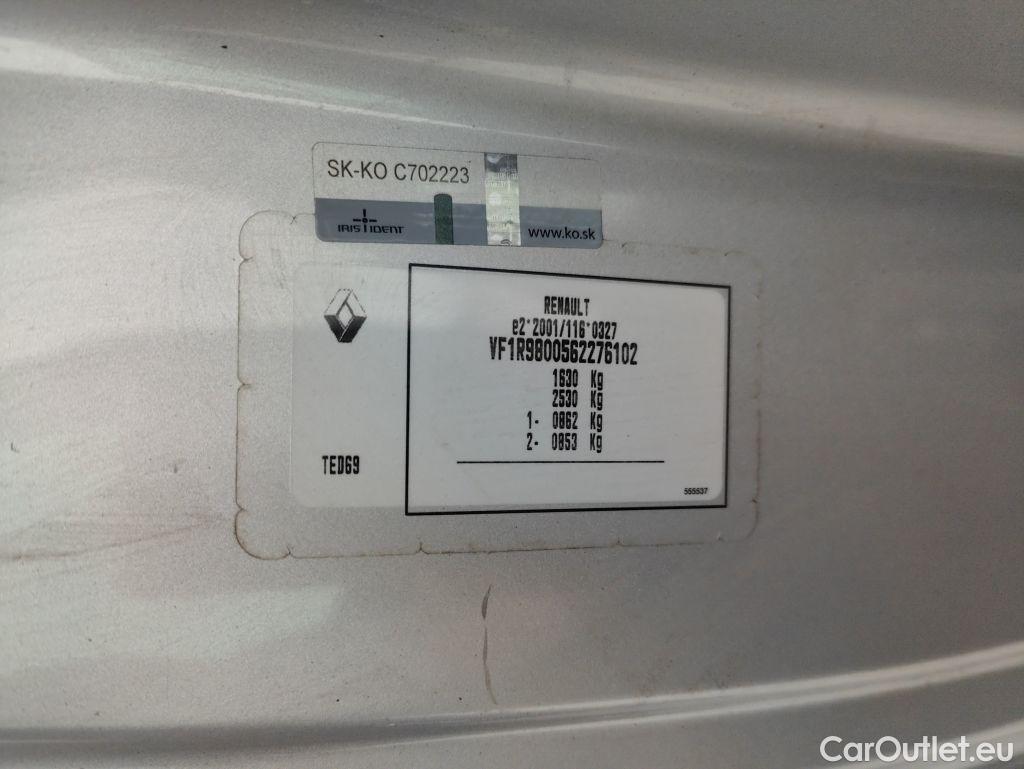 SK-KO C702223
IRIS IDENT
www.ko.sk
RENAULT
e2*2001/116*0327
VF1R9800562276102
1630 Kg
2530 Kg
1- 0862 Kg
2- 0853 Kg
TED69
555537
CarOutlet.eu